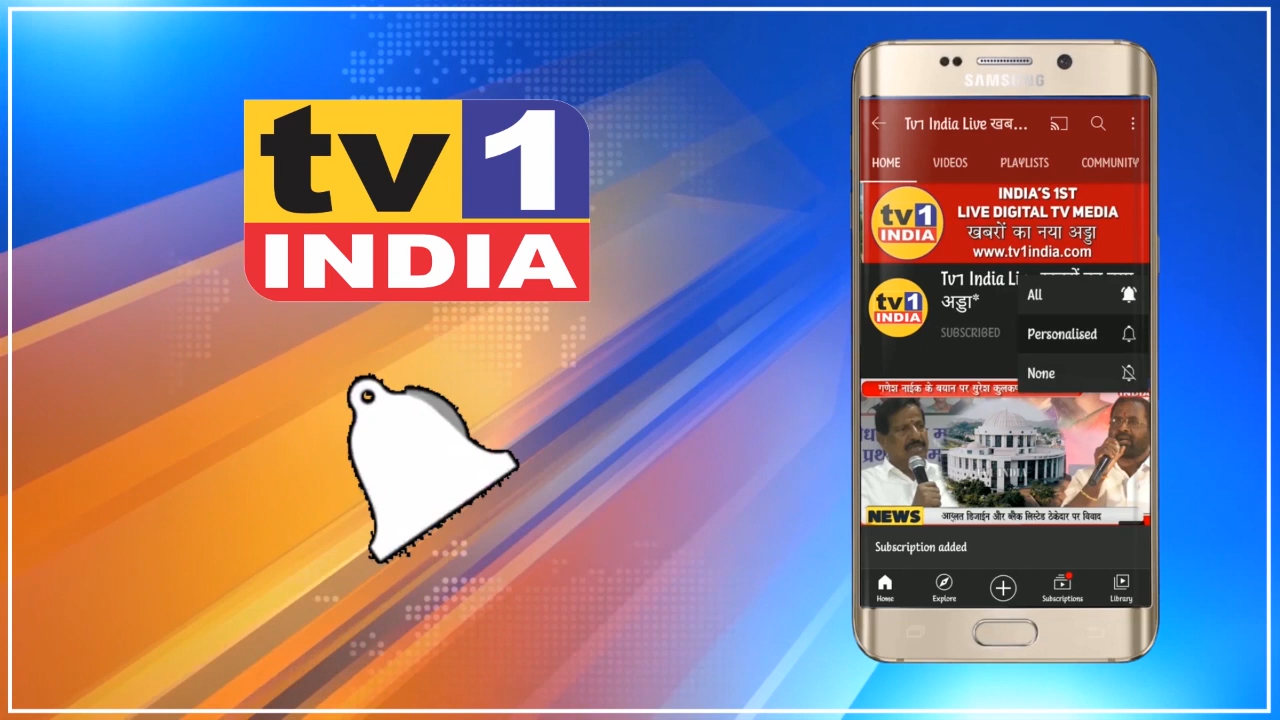 tv1
INDIA
SAMSUNG
Tv1 India Live खब...
HOME VIDEOS PLAYLISTS COMMUNITY
tv1
INDIA
INDIA'S 1ST
LIVE DIGITAL TV MEDIA
खबरों का नया अड्डा
www.tv1india.com
Tv1 India Li
अड्डा*
tv1
INDIA
SUBSCRIBED
All
Personalised
None
गणेश नाईक के बयान पर सुरेश कुलक
NEWS
डिजाईन और ब्लैक लिस्टेड ठेकेदार पर विवाद
Subscription added
Home Explore Subscriptions Library